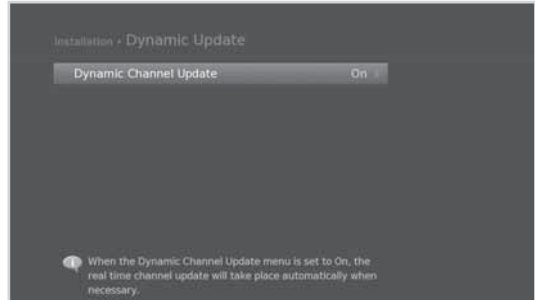 Installation • Dynamic Update
Dynamic Channel Update On
When the Dynamic Channel Update menu is set to On, the
real time channel update will take place automatically when
necessary.